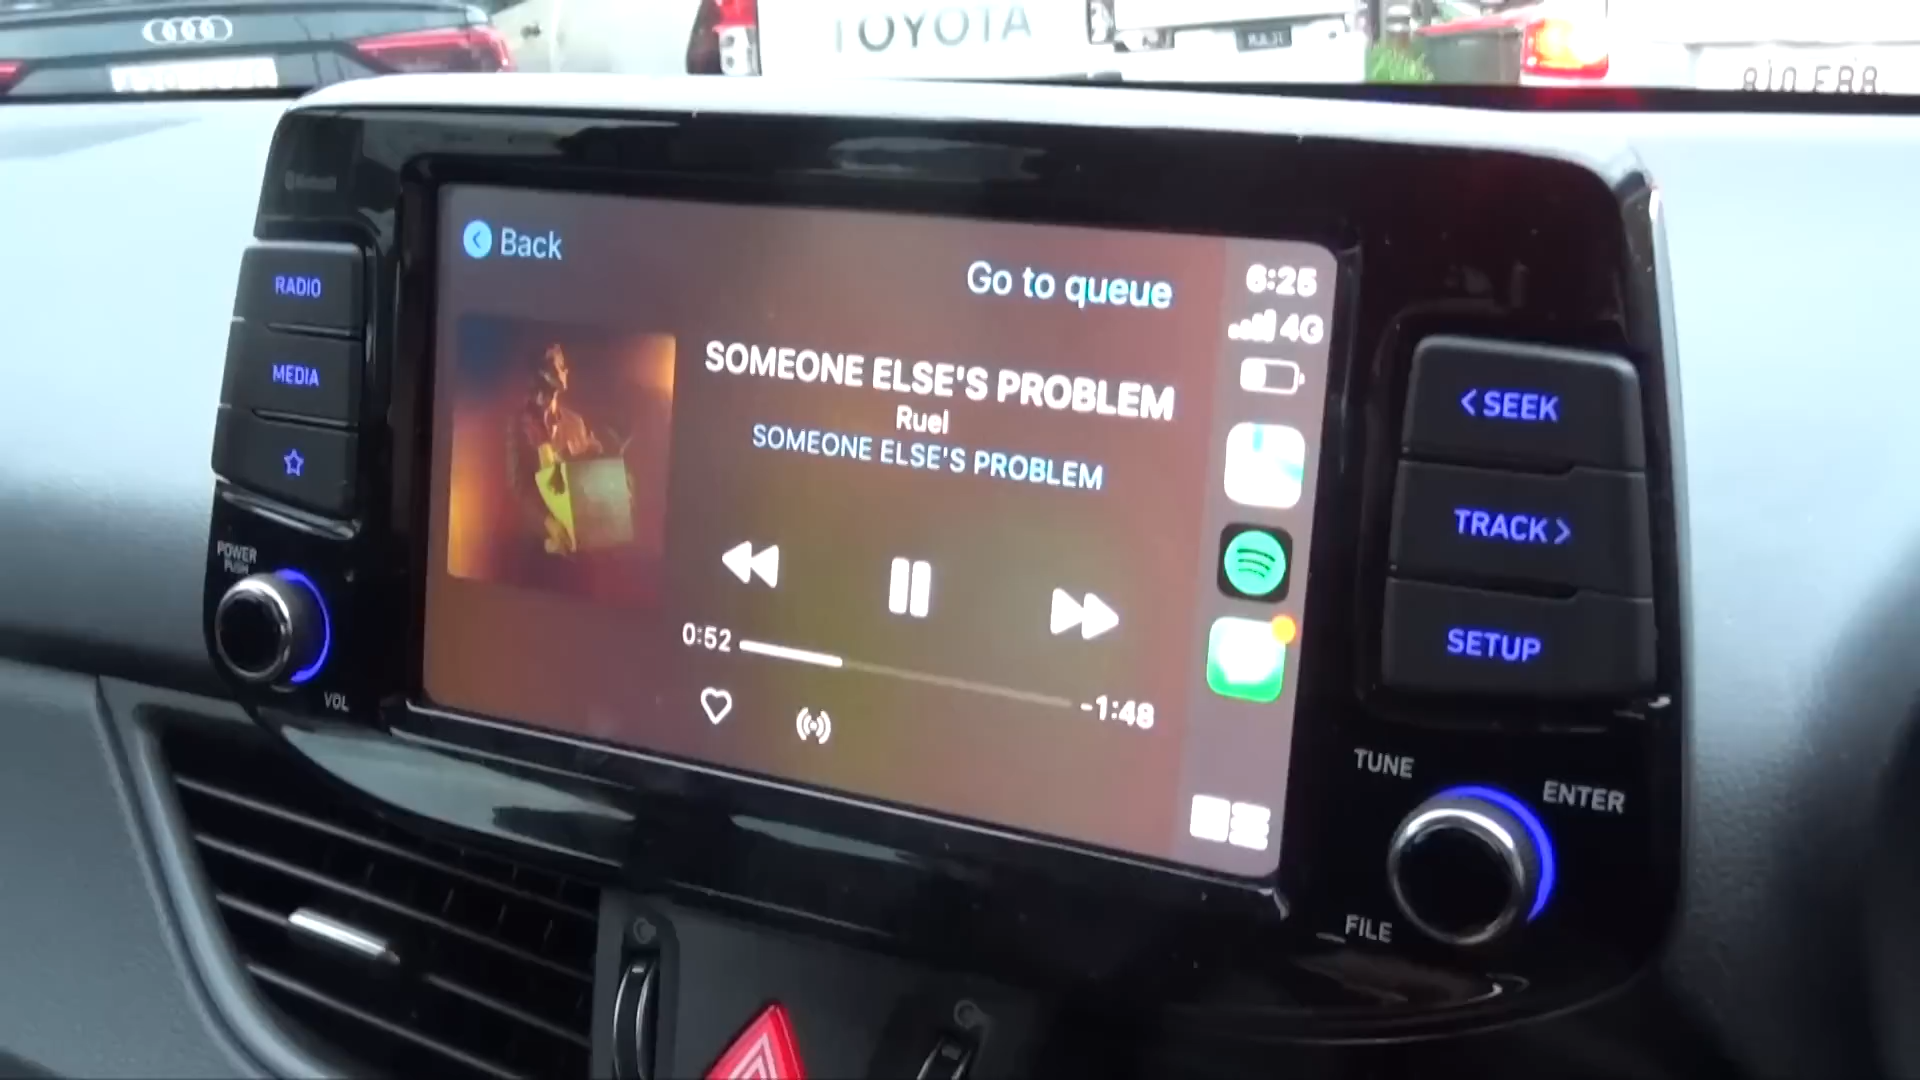 TOYOTA
Bluetooth
Back
Go to queue
6:25
4G
SOMEONE ELSE'S PROBLEM
Ruel
SOMEONE ELSE'S PROBLEM
0:52
-1:48
RADIO
MEDIA
POWER
PUSH
VOL
< SEEK
TRACK >
SETUP
TUNE
ENTER
FILE